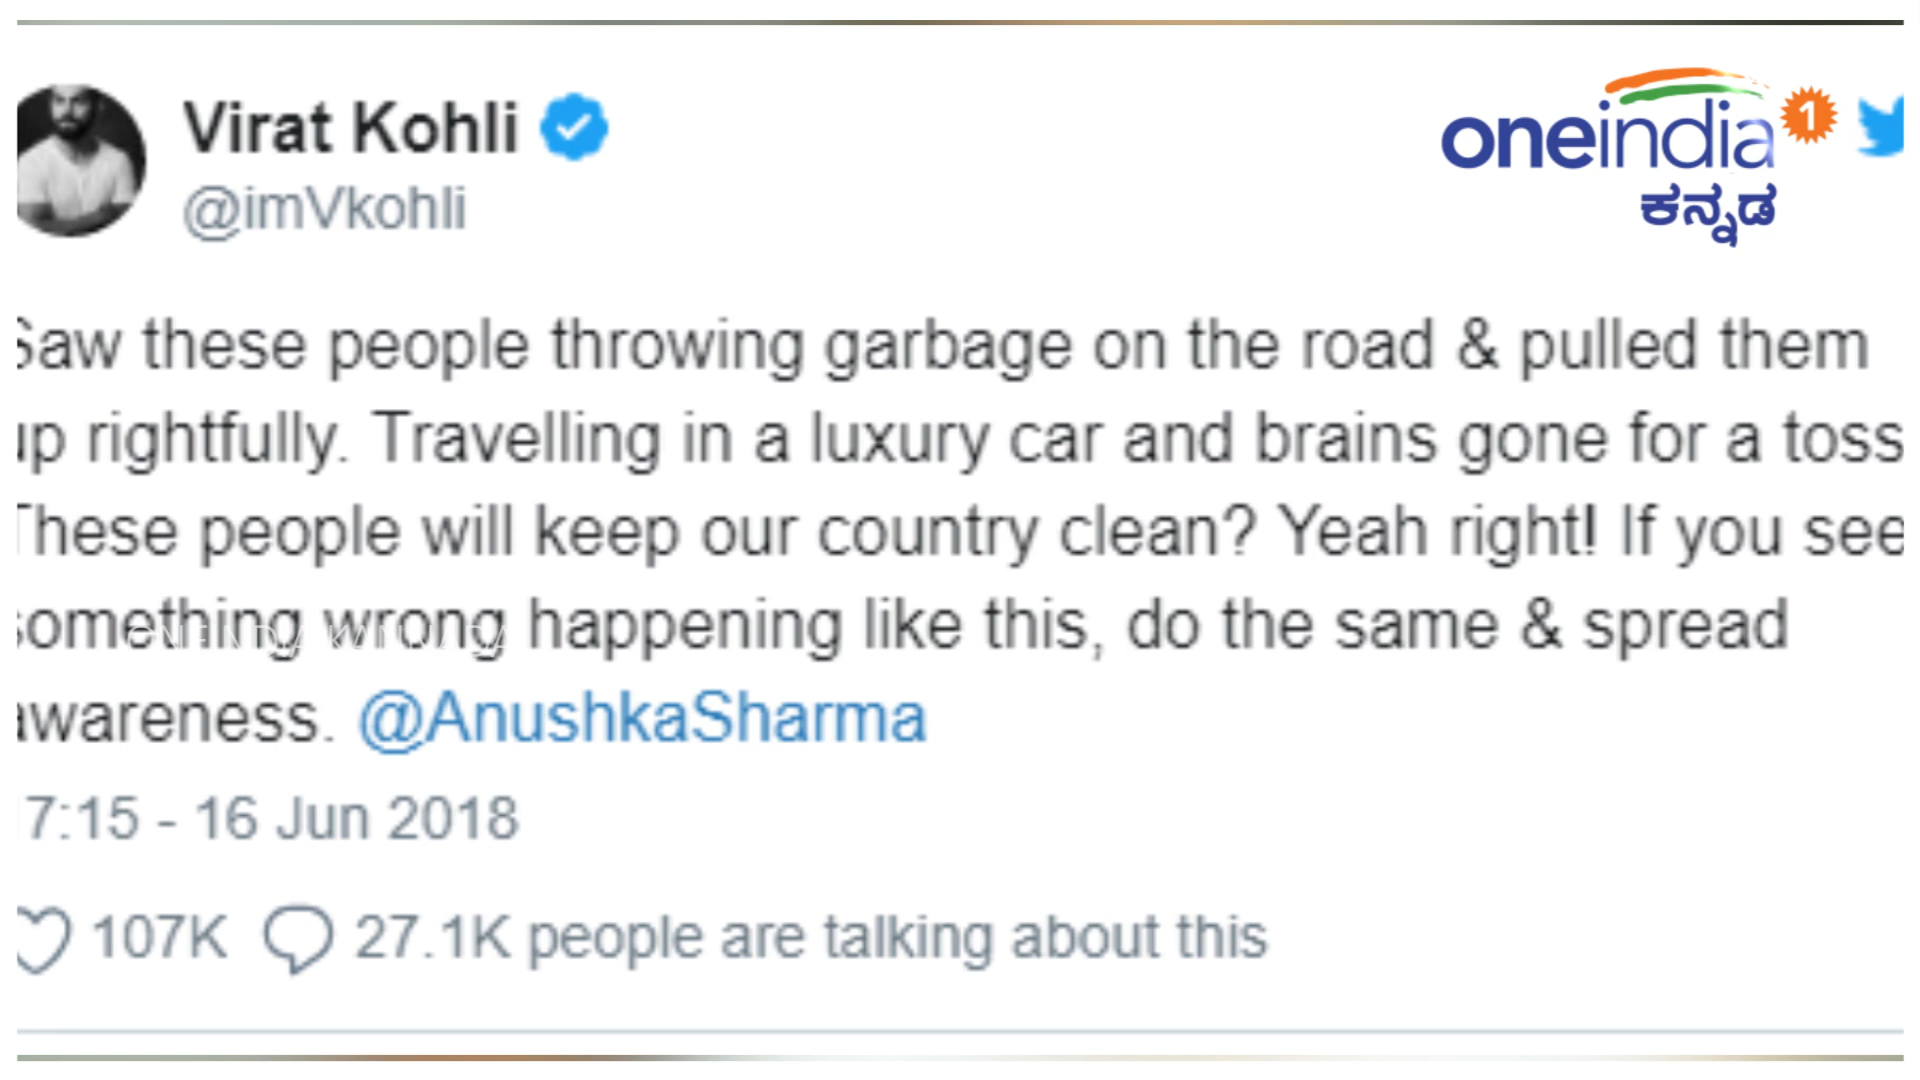 Virat Kohli
@imVkohli
oneindia 1
ಕನ್ನಡ
Saw these people throwing garbage on the road & pulled them
up rightfully. Travelling in a luxury car and brains gone for a toss
These people will keep our country clean? Yeah right! If you see
something wrong happening like this, do the same & spread
ONEINDIA KANNADA
awareness. @AnushkaSharma
7:15 - 16 Jun 2018
107K 27.1K people are talking about this